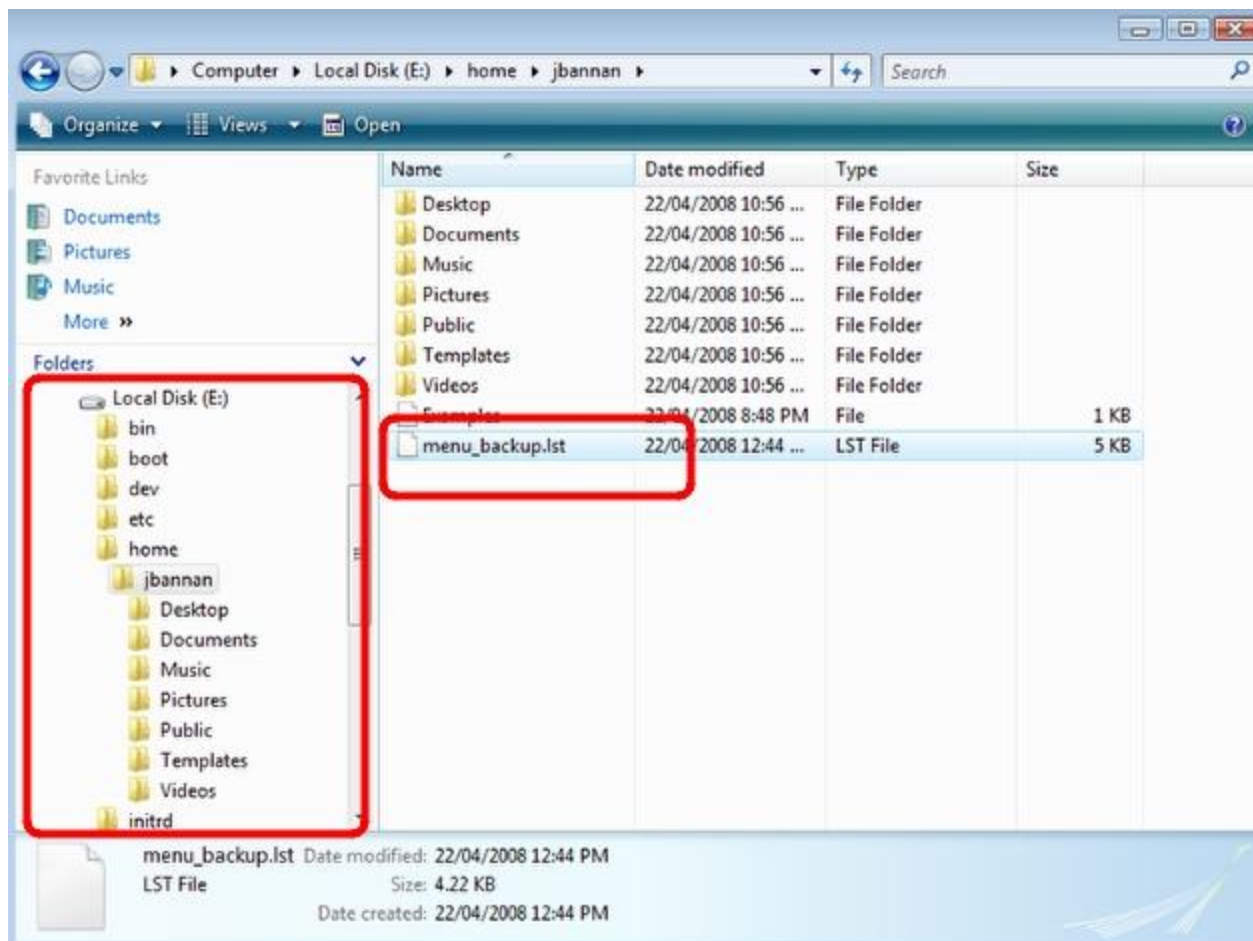 Computer Local Disk (E:) home jbannan Search
Organize Views Open
Favorite Links
Documents
Pictures
Music
More »
Folders
Local Disk (E:)
bin
boot
dev
etc
home
jbannan
Desktop
Documents
Music
Pictures
Public
Templates
Videos
initrd
Name Date modified Type Size
Desktop 22/04/2008 10:56 ... File Folder
Documents 22/04/2008 10:56 ... File Folder
Music 22/04/2008 10:56 ... File Folder
Pictures 22/04/2008 10:56 ... File Folder
Public 22/04/2008 10:56 ... File Folder
Templates 22/04/2008 10:56 ... File Folder
Videos 22/04/2008 10:56 ... File Folder
Examples 22/04/2008 8:48 PM File 1 KB
menu_backup.lst 22/04/2008 12:44 ... LST File 5 KB
menu_backup.lst Date modified: 22/04/2008 12:44 PM
LST File Size: 4.22 KB
Date created: 22/04/2008 12:44 PM